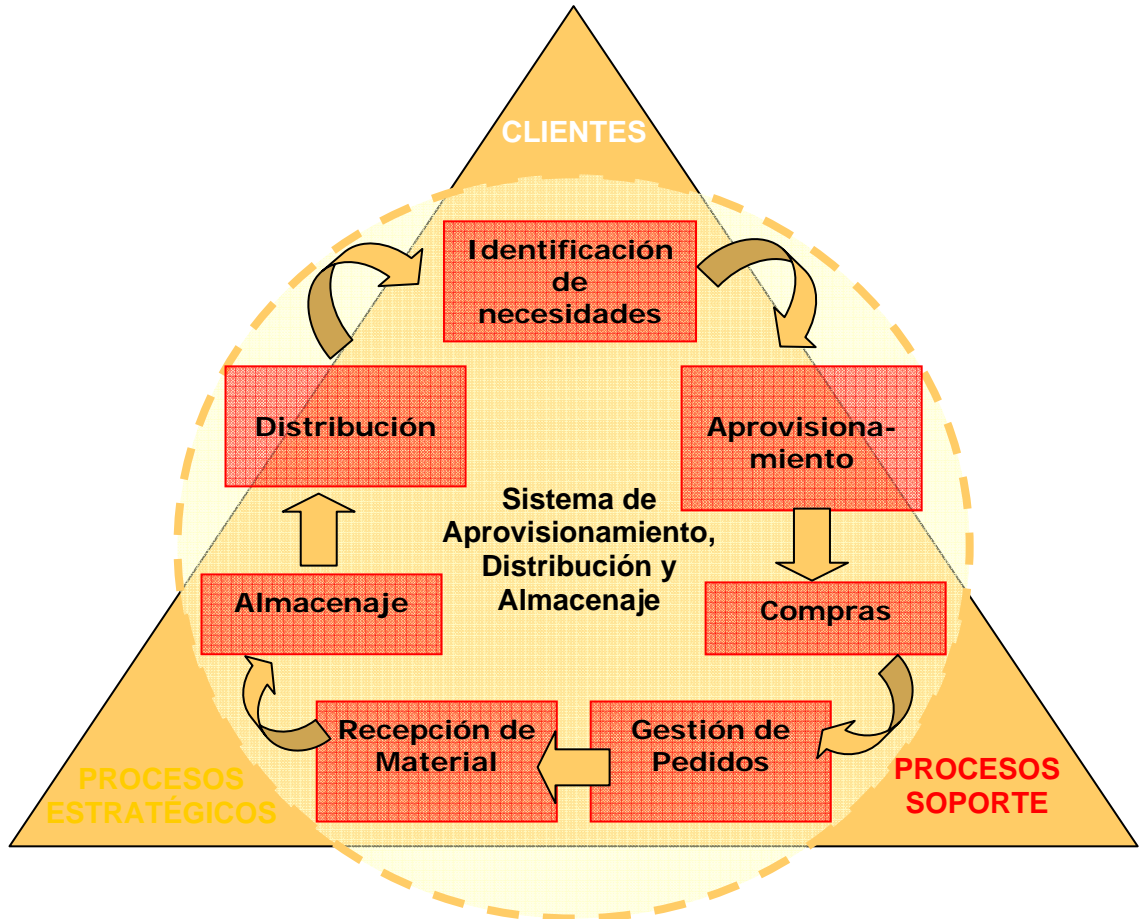 CLIENTES
Identificación
de
necesidades
Distribución
Aprovisiona-
miento
Sistema de
Aprovisionamiento,
Distribución y
Almacenaje
Almacenaje
Compras
Recepción de
Material
Gestión de
Pedidos
PROCESOS
ESTRATÉGICOS
PROCESOS
SOPORTE